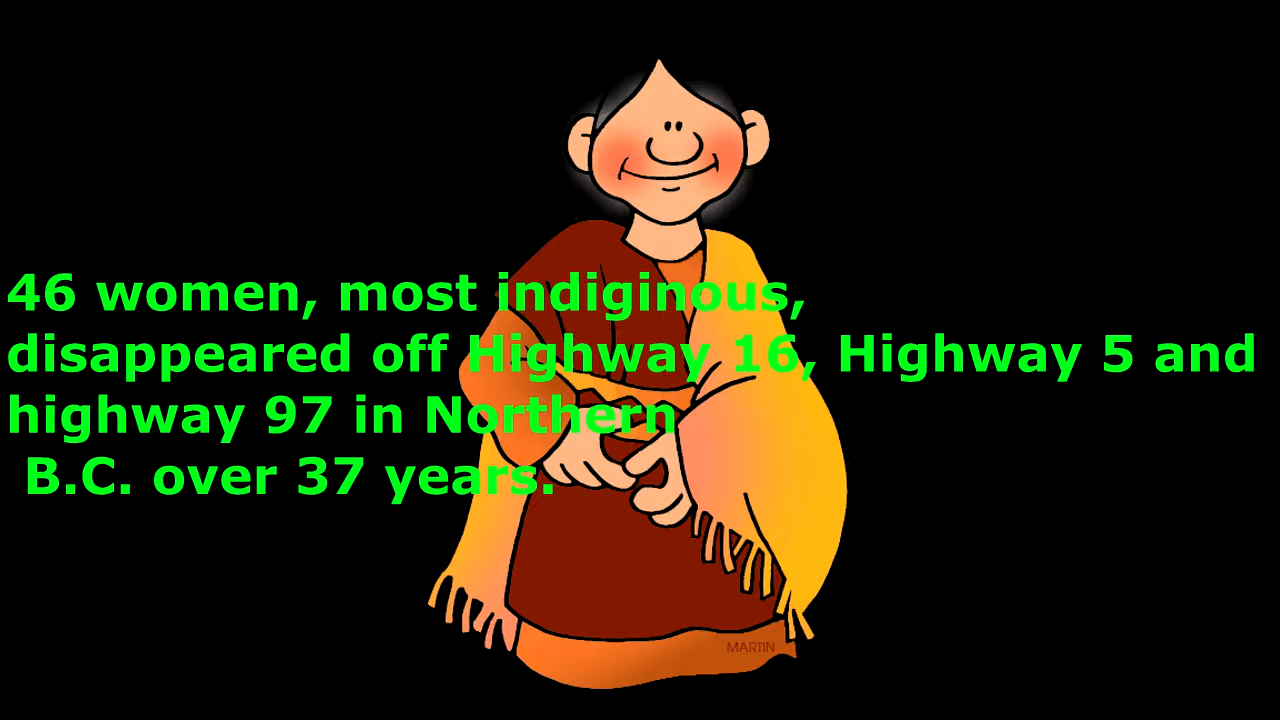 46 women, most indiginous,
disappeared off Highway 16, Highway 5 and
highway 97 in Northern
B.C. over 37 years.
MARTIN